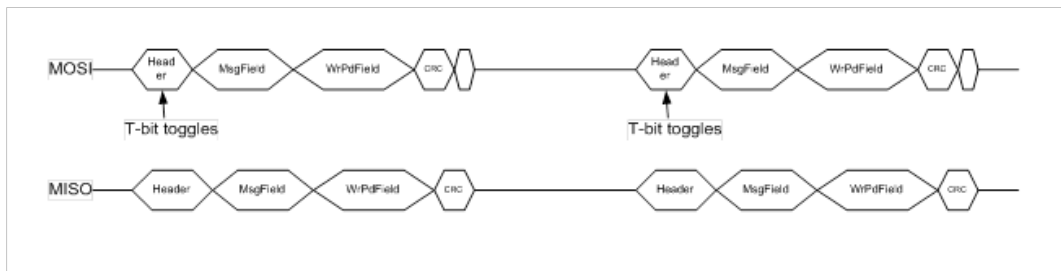 MOSI
Head
er
MsgField
WrPdField
CRC
Head
er
MsgField
WrPdField
CRC
T-bit toggles
T-bit toggles
MISO
Header
MsgField
WrPdField
CRC
Header
MsgField
WrPdField
CRC